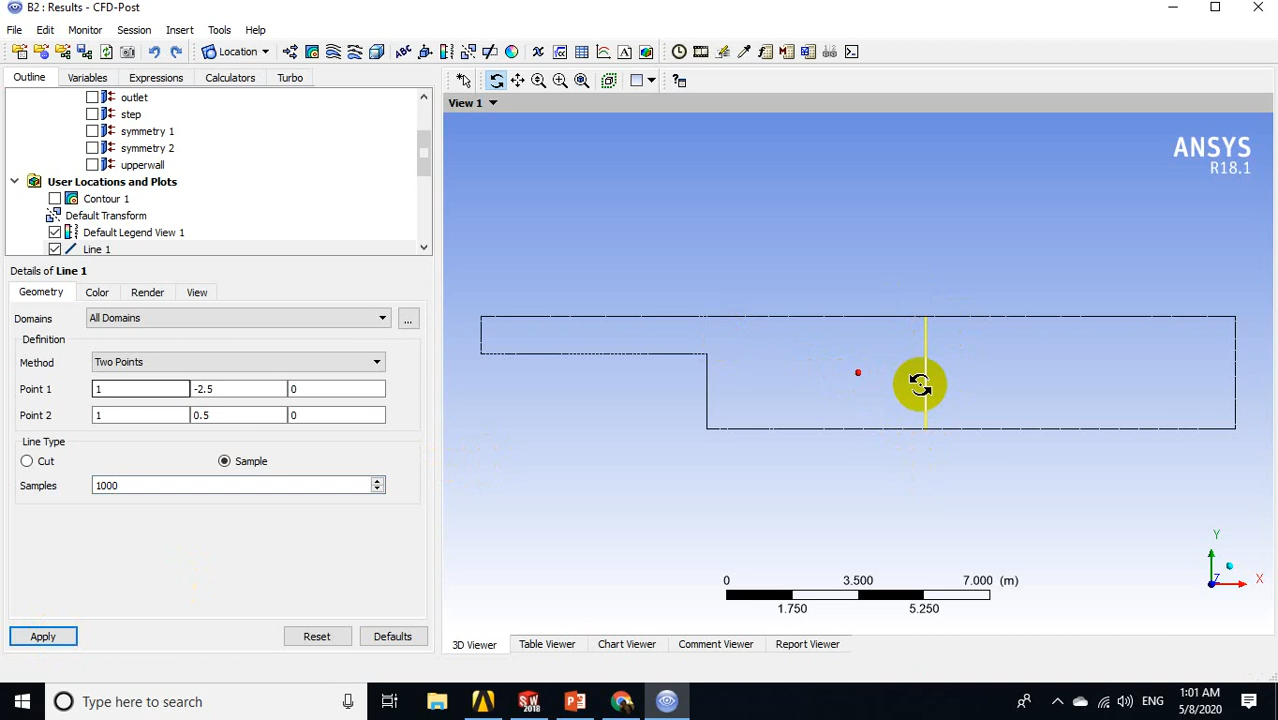 B2 : Results - CFD-Post
File Edit Monitor Session Insert Tools Help
Location
Outline Variables Expressions Calculators Turbo
outlet
step
symmetry 1
symmetry 2
upperwall
User Locations and Plots
Contour 1
Default Transform
Default Legend View 1
Line 1
Details of Line 1
Geometry Color Render View
Domains All Domains ...
Definition
Method Two Points
Point 1 1 -2.5 0
Point 2 1 0.5 0
Line Type
Cut Sample
Samples 1000
Apply Reset Defaults
View 1
ANSYS
R18.1
0 3.500 7.000 (m)
1.750 5.250
Y
Z X
3D Viewer Table Viewer Chart Viewer Comment Viewer Report Viewer
Type here to search
ENG
1:01 AM
5/8/2020